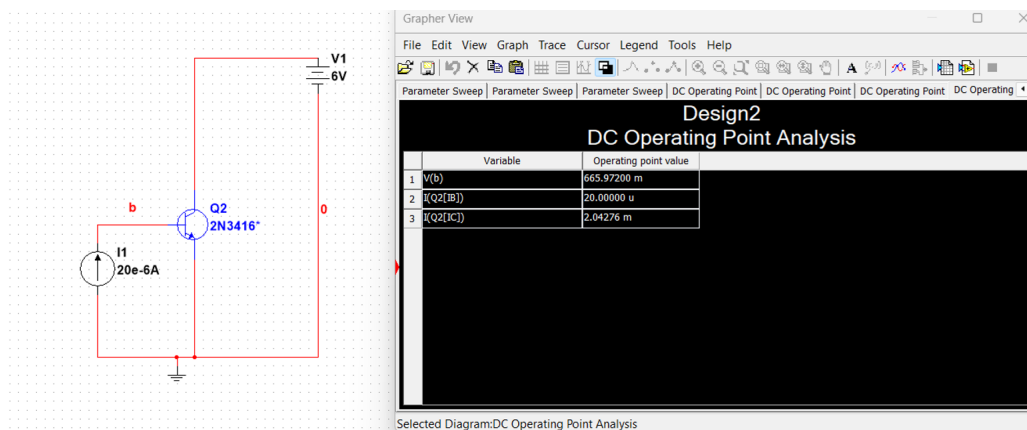 V1
6V
b
Q2
2N3416*
0
I1
20e-6A
Grapher View
File Edit View Graph Trace Cursor Legend Tools Help
A
Parameter Sweep Parameter Sweep Parameter Sweep DC Operating Point DC Operating Point DC Operating Point DC Operating
Design2
DC Operating Point Analysis
Variable Operating point value
1 V(b) 665.97200 m
2 I(Q2[IB]) 20.00000 u
3 I(Q2[IC]) 2.04276 m
Selected Diagram:DC Operating Point Analysis